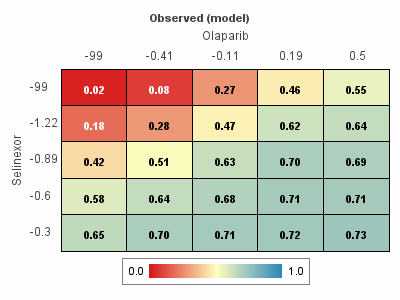 Observed (model)
Olaparib
-99 -0.41 -0.11 0.19 0.5
Selinexor
-99 0.02 0.08 0.27 0.46 0.55
-1.22 0.18 0.28 0.47 0.62 0.64
-0.89 0.42 0.51 0.63 0.70 0.69
-0.6 0.58 0.64 0.68 0.71 0.71
-0.3 0.65 0.70 0.71 0.72 0.73
0.0 1.0